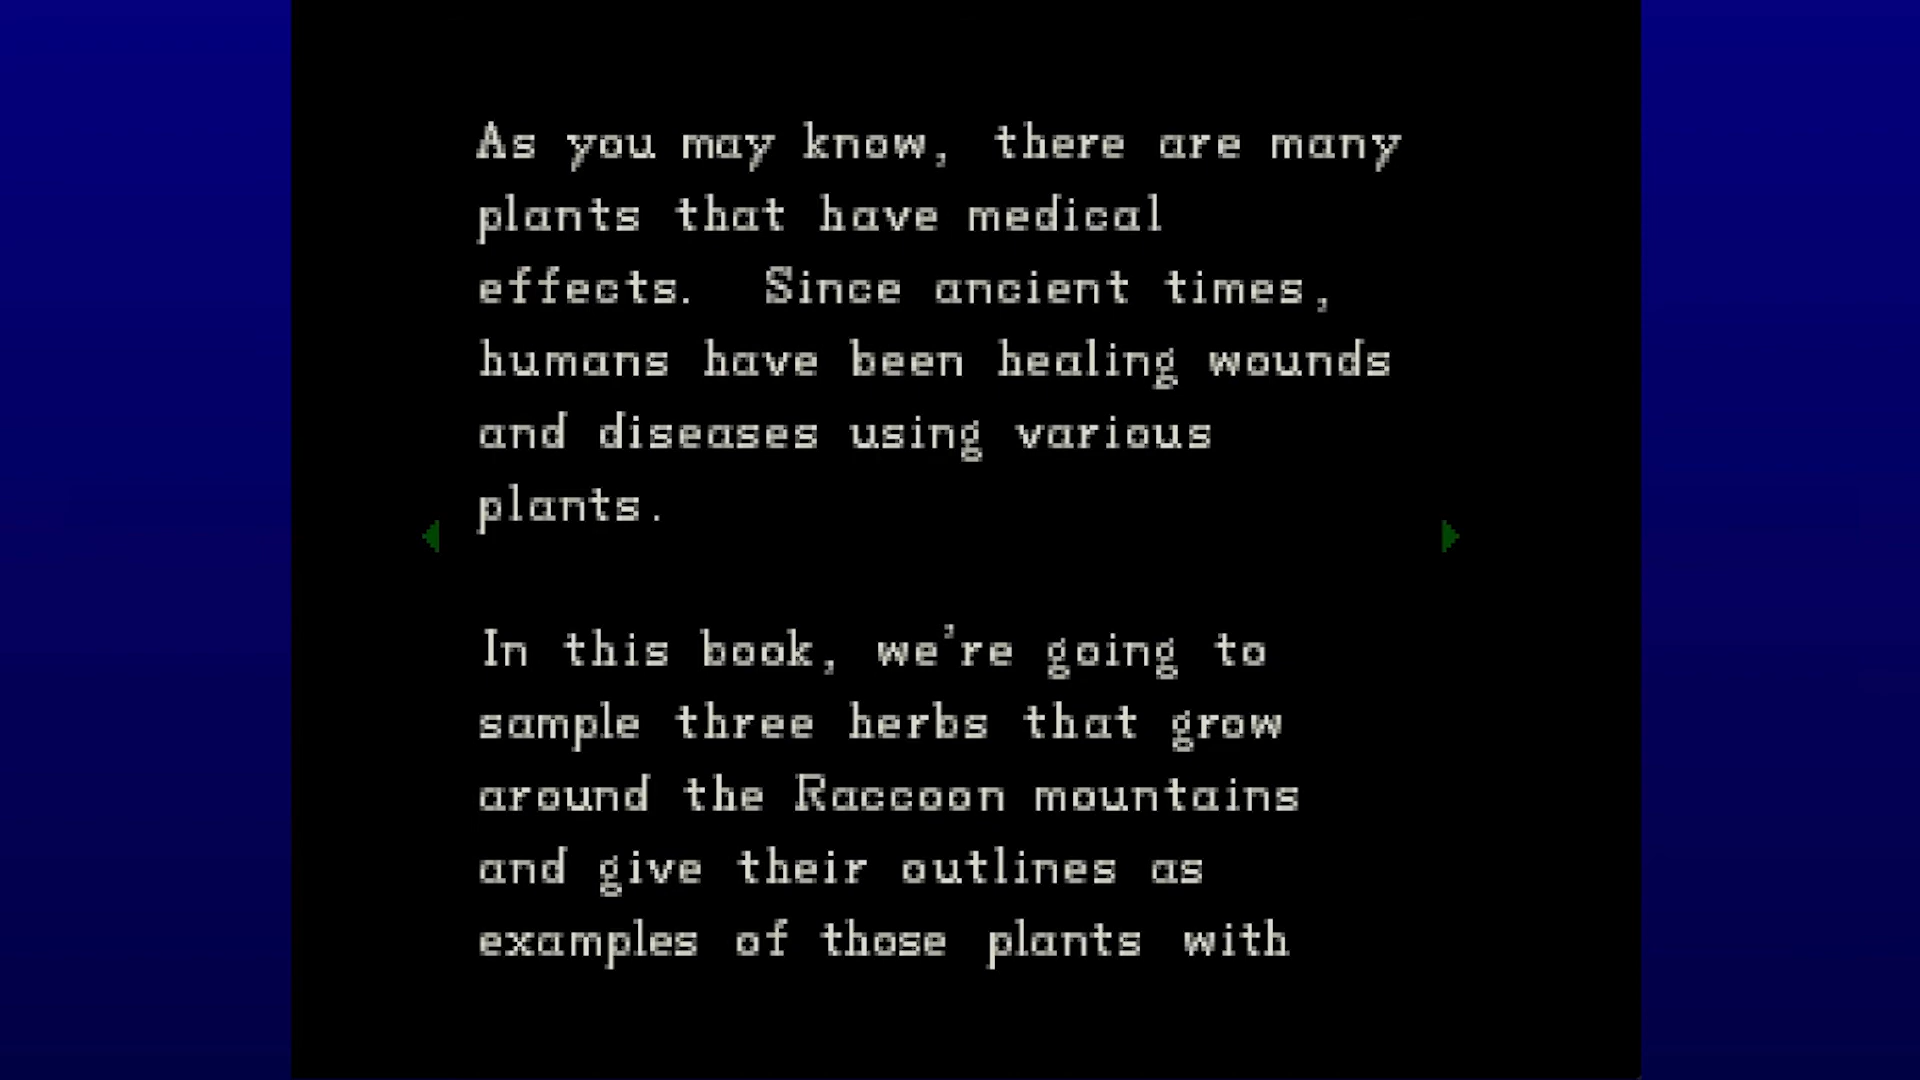 As you may know, there are many
plants that have medical
effects.  Since ancient times,
humans have been healing wounds
and diseases using various
plants.
In this book, we're going to
sample three herbs that grow
around the Raccoon mountains
and give their outlines as
examples of those plants with